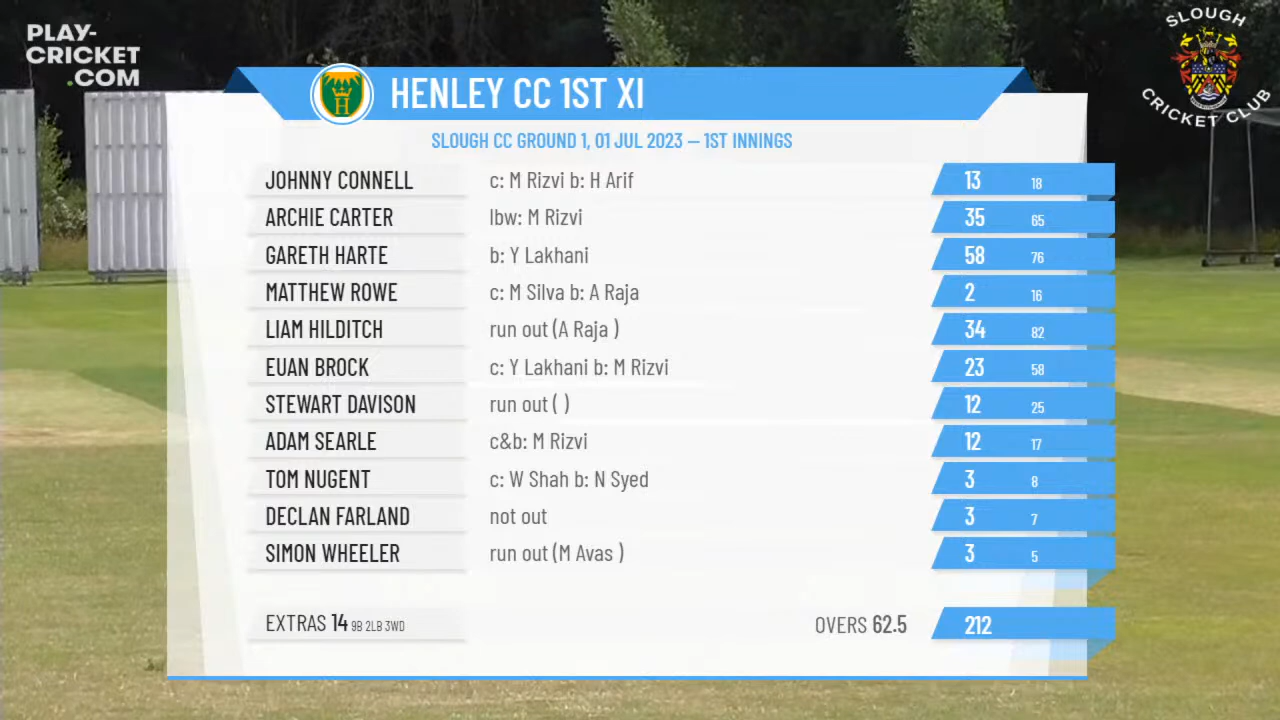 PLAY-
CRICKET
.COM
SLOUGH
CRICKET CLUB
H
HENLEY CC 1ST XI
SLOUGH CC GROUND 1, 01 JUL 2023 – 1ST INNINGS
JOHNNY CONNELL c: M Rizvi b: H Arif 13 18
ARCHIE CARTER lbw: M Rizvi 35 65
GARETH HARTE b: Y Lakhani 58 76
MATTHEW ROWE c: M Silva b: A Raja 2 16
LIAM HILDITCH run out (A Raja ) 34 82
EUAN BROCK c: Y Lakhani b: M Rizvi 23 58
STEWART DAVISON run out ( ) 12 25
ADAM SEARLE c&b: M Rizvi 12 17
TOM NUGENT c: W Shah b: N Syed 3 8
DECLAN FARLAND not out 3 7
SIMON WHEELER run out (M Avas ) 3 5
EXTRAS 14 9B 2LB 3WD OVERS 62.5 212